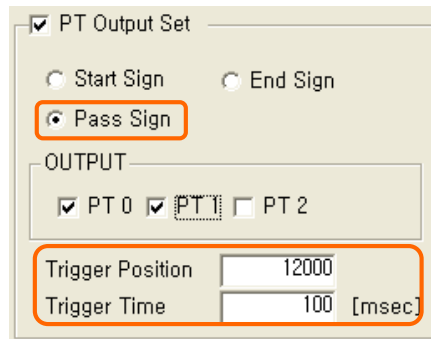 PT Output Set
Start Sign End Sign
Pass Sign
OUTPUT
PT 0 PT 1 PT 2
Trigger Position 12000
Trigger Time 100 [msec]